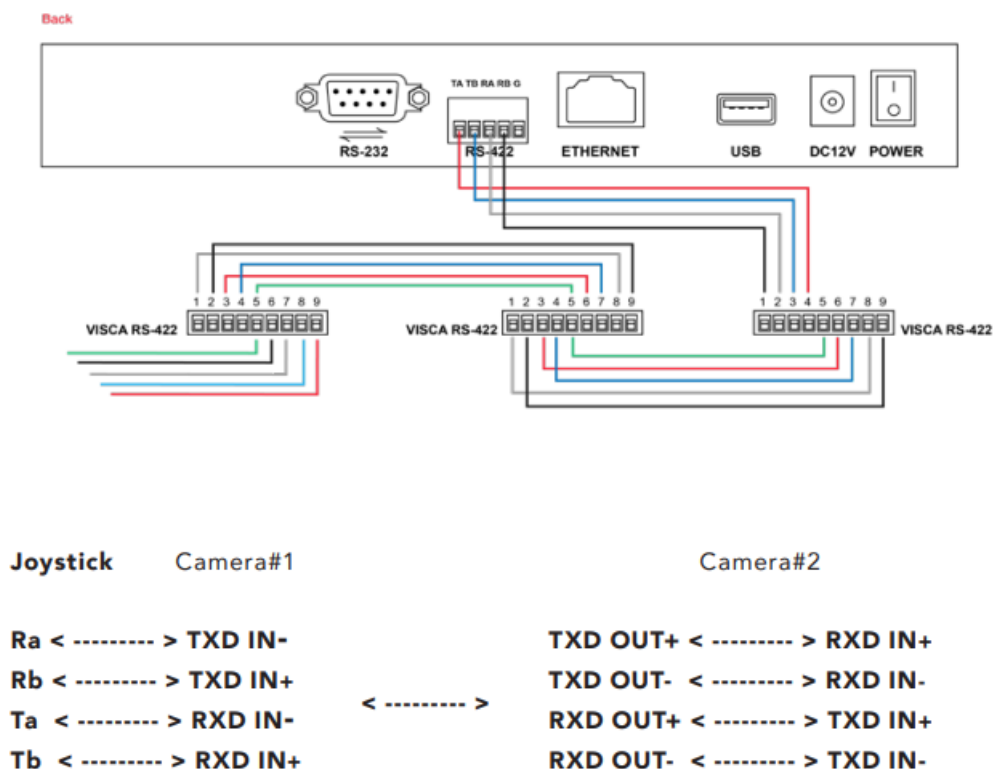 Back
TA TB RA RB G
RS-232
RS-422
ETHERNET
USB
DC12V
POWER
1 2 3 4 5 6 7 8 9
VISCA RS-422
1 2 3 4 5 6 7 8 9
VISCA RS-422
1 2 3 4 5 6 7 8 9
VISCA RS-422
Joystick Camera#1 Camera#2
Ra < --------- > TXD IN- TXD OUT+ < --------- > RXD IN+
Rb < --------- > TXD IN+ TXD OUT- < --------- > RXD IN-
< --------- >
Ta < --------- > RXD IN- RXD OUT+ < --------- > TXD IN+
Tb < --------- > RXD IN+ RXD OUT- < --------- > TXD IN-